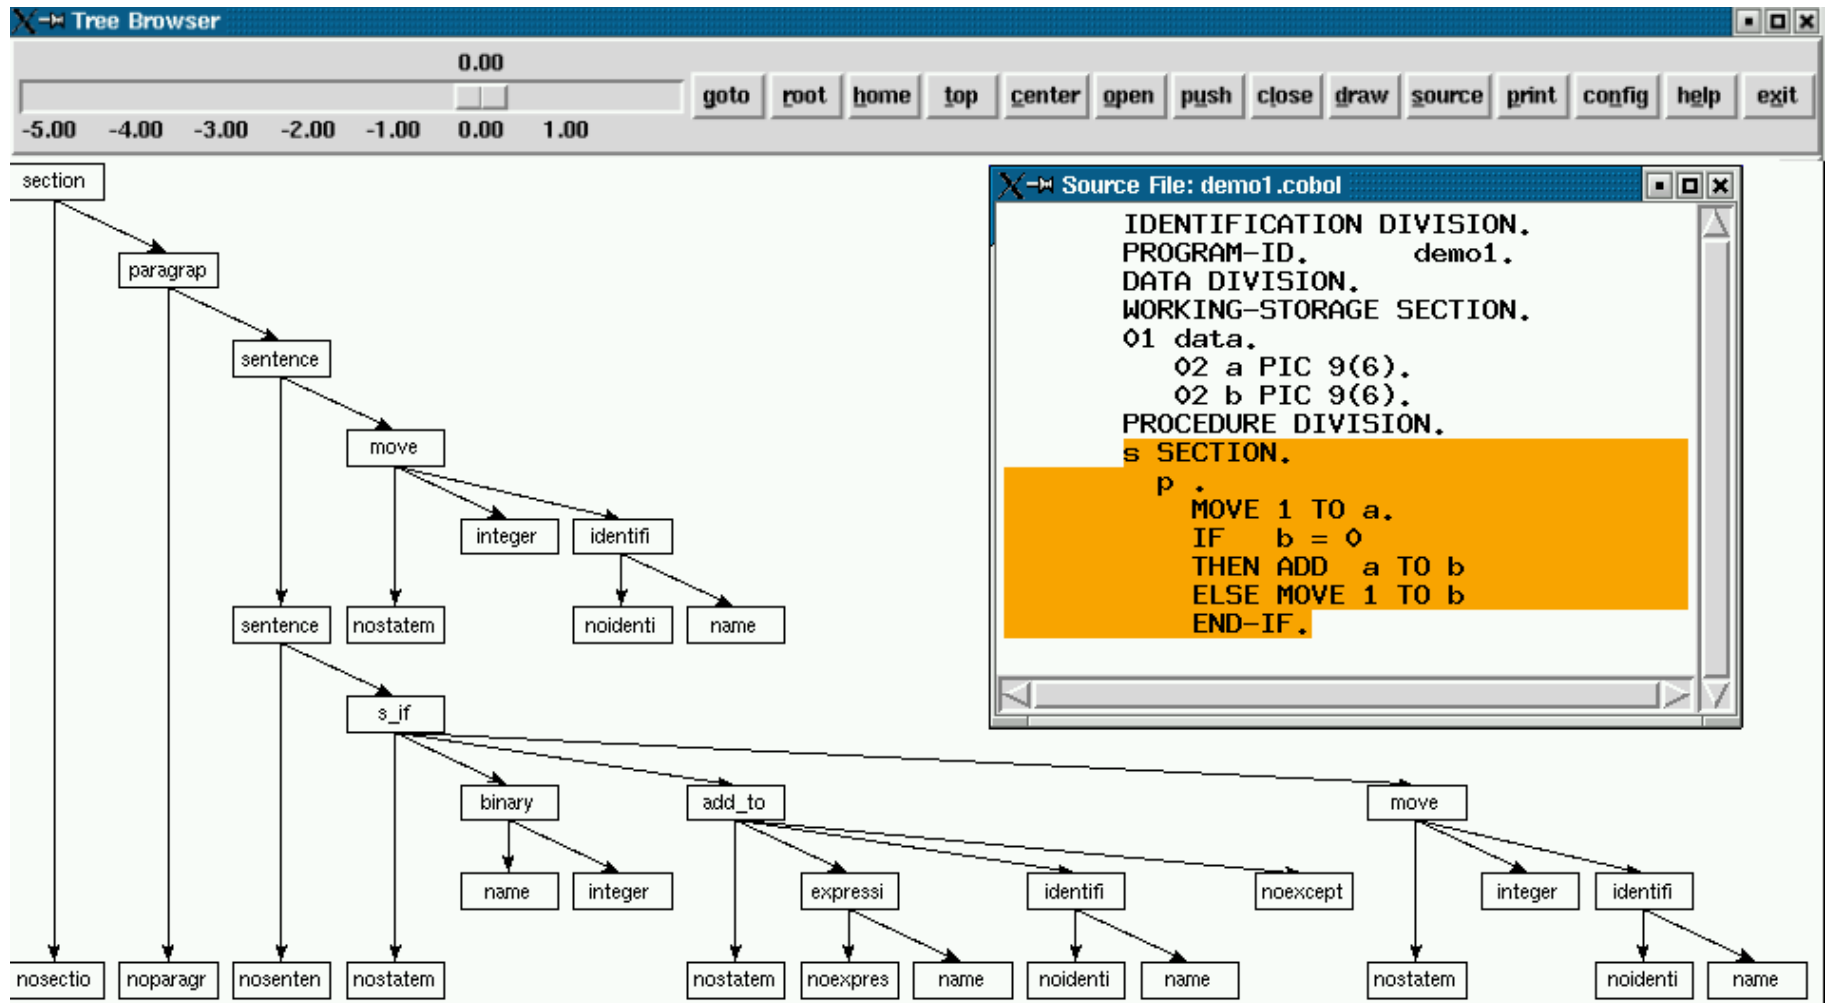 Tree Browser
0.00
goto root home top center open push close draw source print config help exit
-5.00 -4.00 -3.00 -2.00 -1.00 0.00 1.00
section
Source File: demo1.cobol
IDENTIFICATION DIVISION.
PROGRAM-ID. demo1.
DATA DIVISION.
WORKING-STORAGE SECTION.
01 data.
02 a PIC 9(6).
02 b PIC 9(6).
PROCEDURE DIVISION.
s SECTION.
p .
MOVE 1 TO a.
IF b = 0
THEN ADD a TO b
ELSE MOVE 1 TO b
END-IF.
paragrap
sentence
move
integer identifi
sentence nostatem noidenti name
s_if
binary add_to move
name integer expressi identifi noexcept integer identifi
nosectio noparagr nosenten nostatem nostatem noexpres name noidenti name nostatem noidenti name